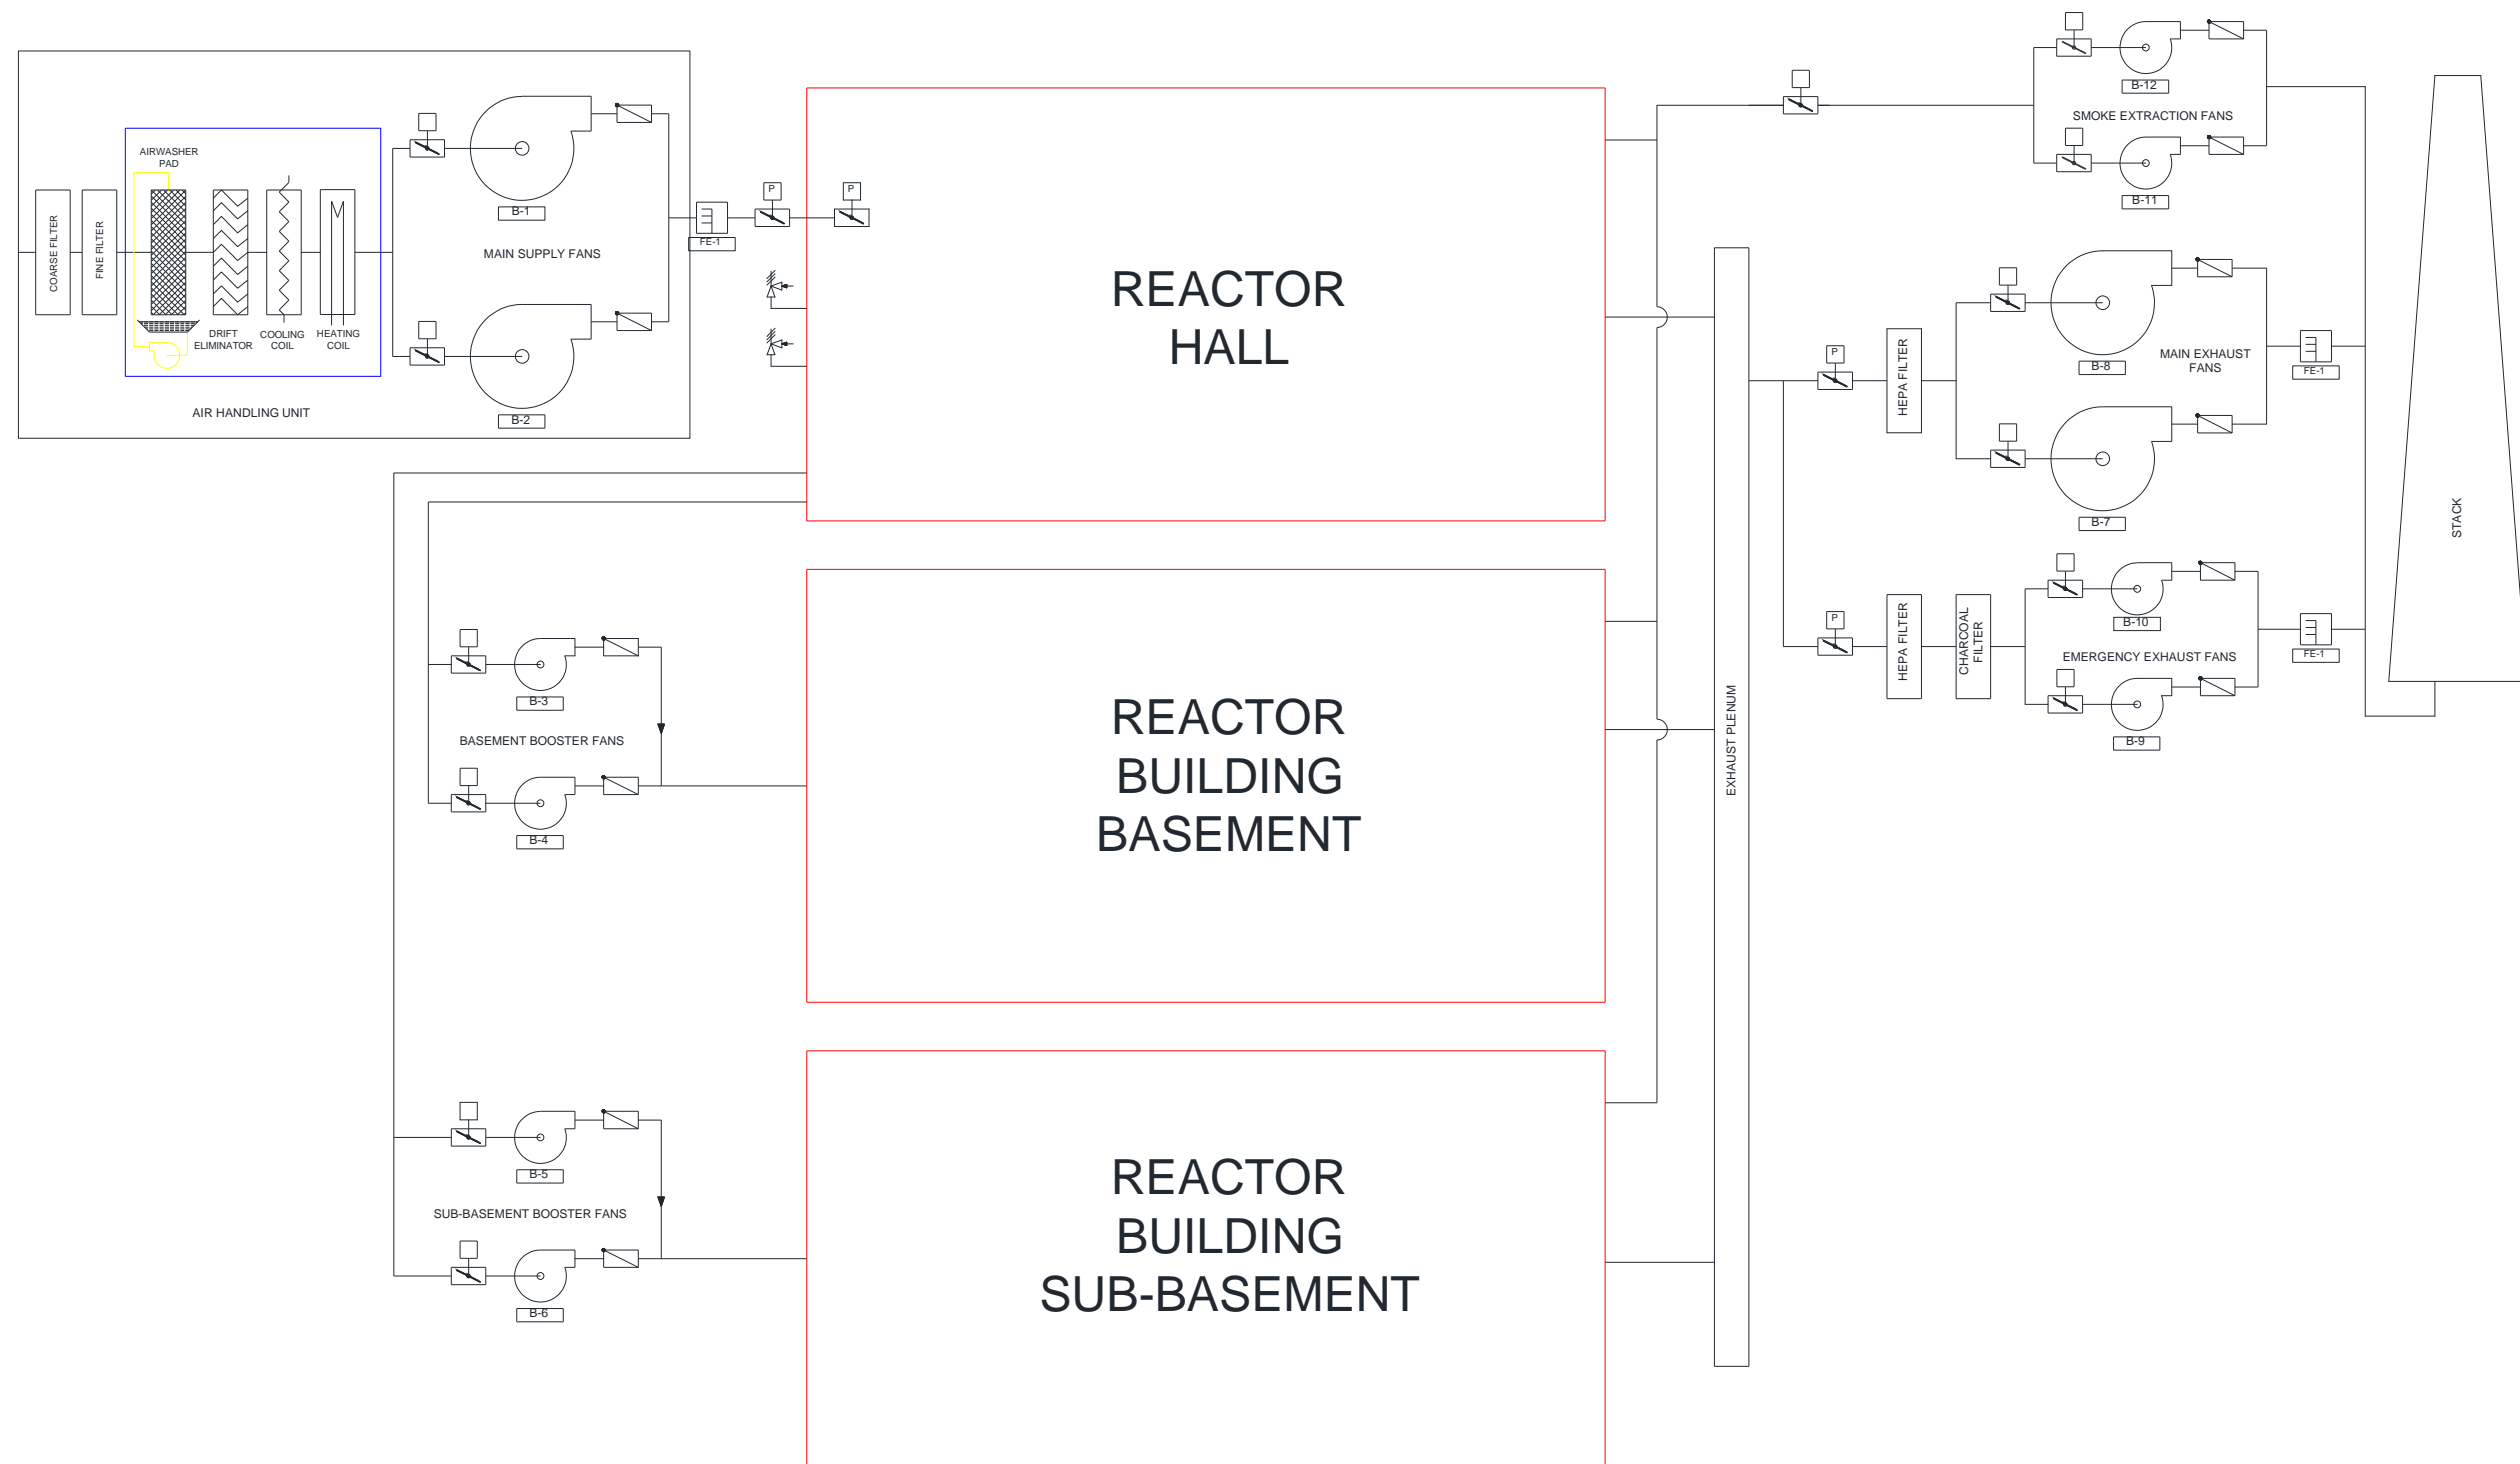 AIRWASHER
PAD
COARSE FILTER
FINE FILTER
DRIFT
ELIMINATOR
COOLING
COIL
HEATING
COIL
AIR HANDLING UNIT
B-1
MAIN SUPPLY FANS
B-2
FE-1
P
P
REACTOR
HALL
B-12
SMOKE EXTRACTION FANS
B-11
B-8
MAIN EXHAUST
FANS
FE-1
P
HEPA FILTER
B-7
STACK
B-10
EMERGENCY EXHAUST FANS
FE-1
P
HEPA FILTER
CHARCOAL
FILTER
B-9
EXHAUST PLENUM
B-3
BASEMENT BOOSTER FANS
B-4
REACTOR
BUILDING
BASEMENT
B-5
SUB-BASEMENT BOOSTER FANS
B-6
REACTOR
BUILDING
SUB-BASEMENT